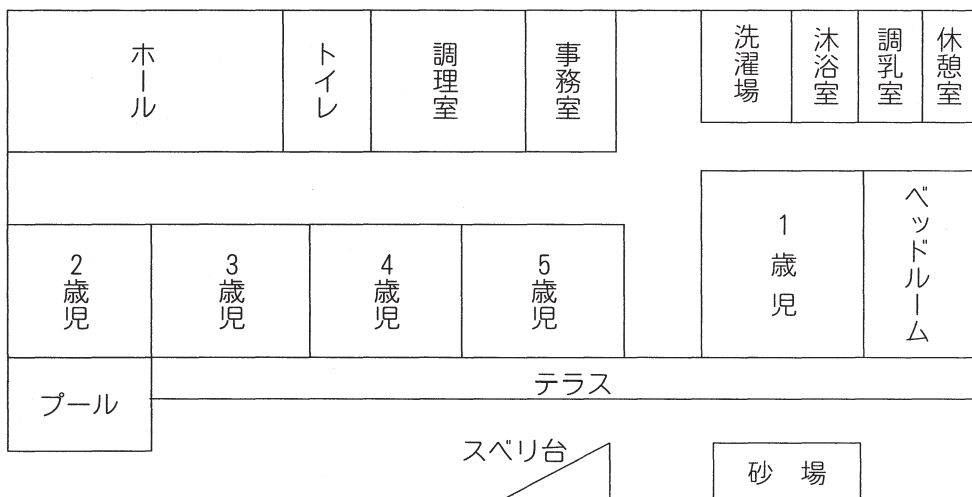 ホール
トイレ
調理室
事務室
洗濯場
沐浴室
調乳室
休憩室
2歳児
3歳児
4歳児
5歳児
1歳児
ベッドルーム
プール
テラス
スベリ台
砂 場